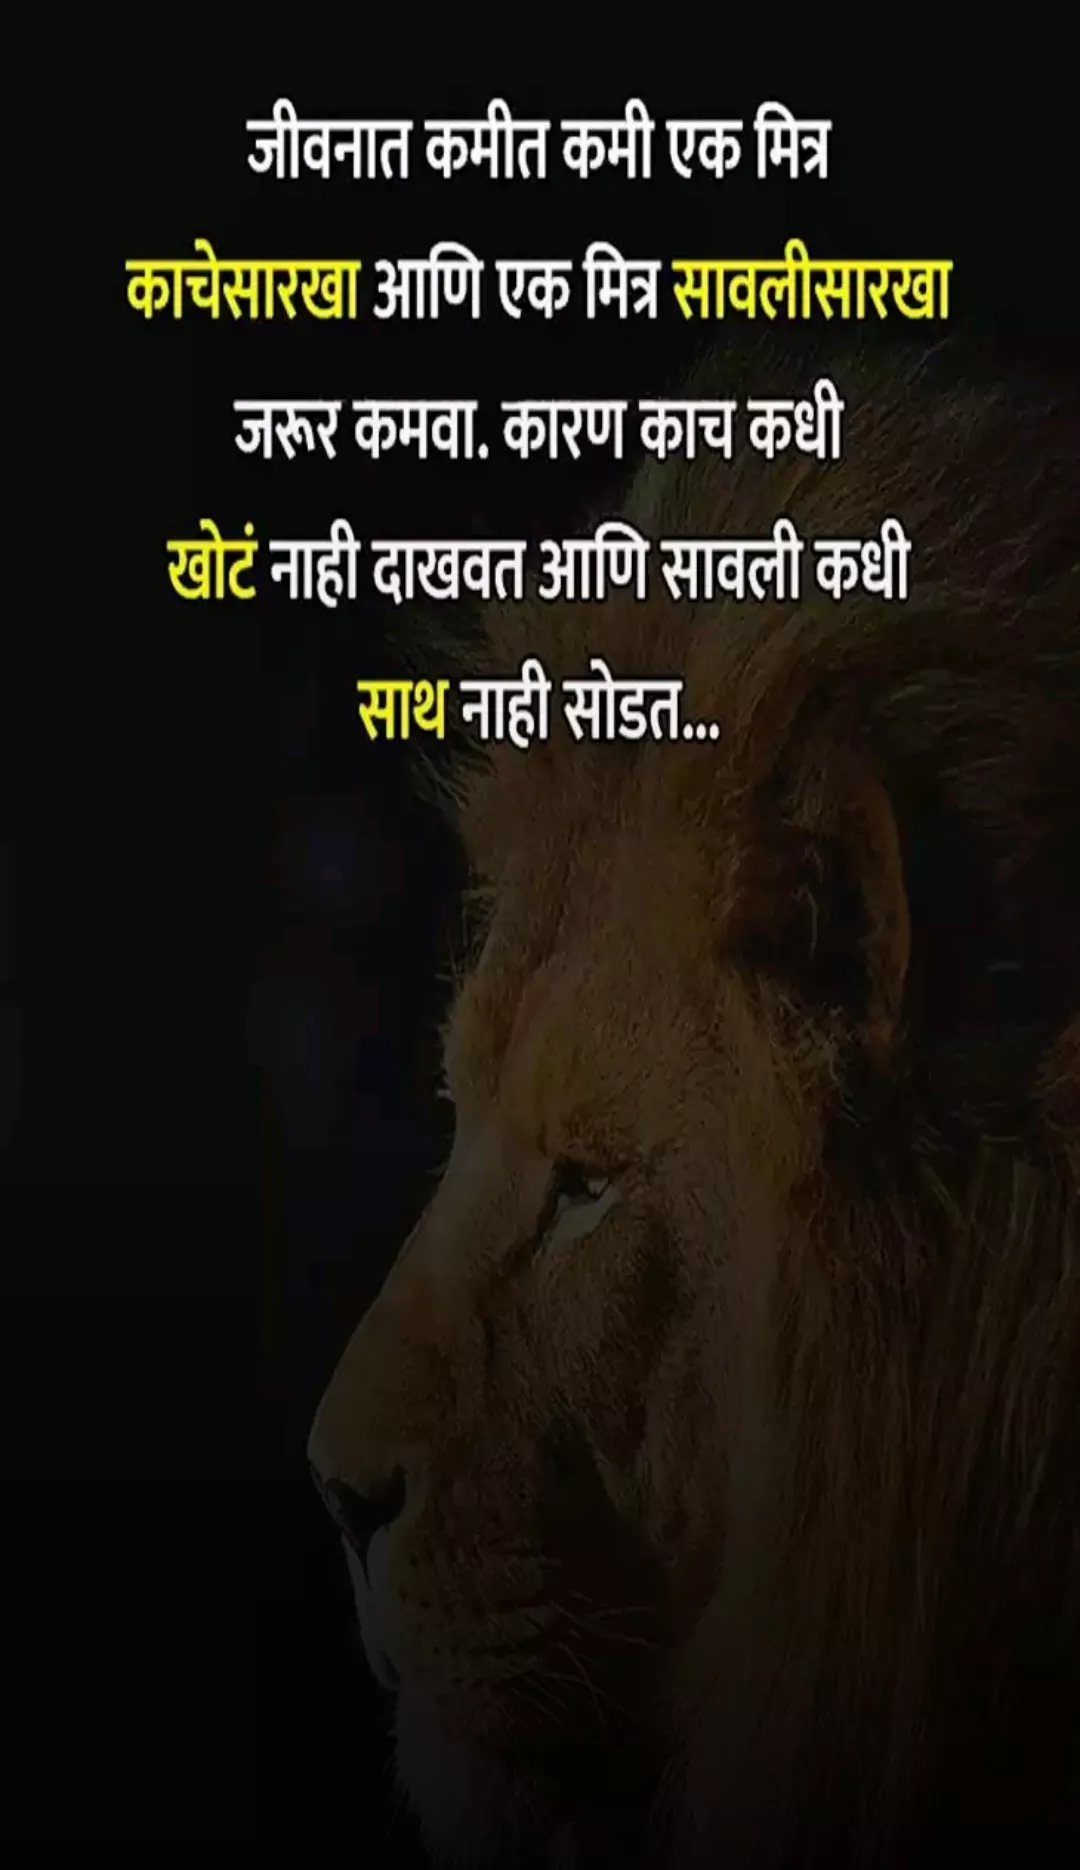 जीवनात कमीत कमी एक मित्र
काचेसारखा आणि एक मित्र सावलीसारखा
जरूर कमवा. कारण काच कधी
खोटं नाही दाखवत आणि सावली कधी
साथ नाही सोडत...